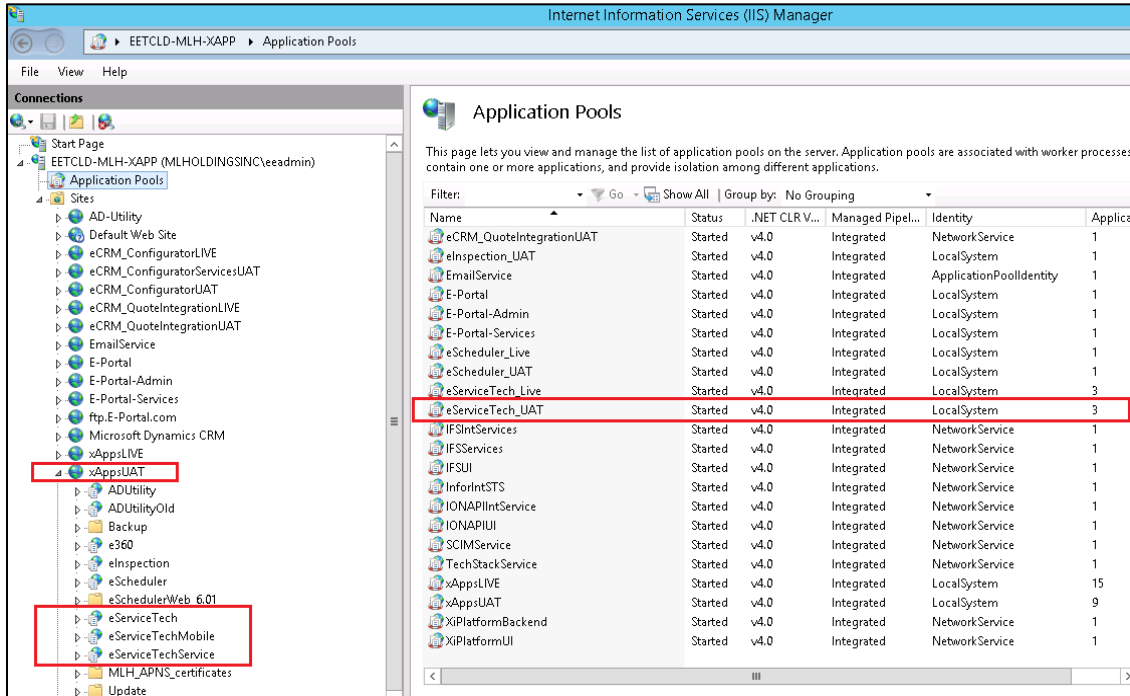 Internet Information Services (IIS) Manager
EETCLD-MLH-XAPP Application Pools
File View Help
Connections
Start Page
EETCLD-MLH-XAPP (MLHOLDINGSINC\eeadmin)
Application Pools
Sites
AD-Utility
Default Web Site
eCRM_ConfiguratorLIVE
eCRM_ConfiguratorServicesUAT
eCRM_ConfiguratorUAT
eCRM_QuoteIntegrationLIVE
eCRM_QuoteIntegrationUAT
EmailService
E-Portal
E-Portal-Admin
E-Portal-Services
ftp.E-Portal.com
Microsoft Dynamics CRM
xAppsLIVE
xAppsUAT
ADUtility
ADUtilityOld
Backup
e360
eInspection
eScheduler
eSchedulerWeb_6.01
eServiceTech
eServiceTechMobile
eServiceTechService
MLH_APNS_certificates
Update
Application Pools
This page lets you view and manage the list of application pools on the server. Application pools are associated with worker processes
contain one or more applications, and provide isolation among different applications.
Filter: Go Show All | Group by: No Grouping
Name Status .NET CLR V... Managed Pipel... Identity Applica
eCRM_QuoteIntegrationUAT Started v4.0 Integrated NetworkService 1
eInspection_UAT Started v4.0 Integrated LocalSystem 1
EmailService Started v4.0 Integrated ApplicationPoolIdentity 1
E-Portal Started v4.0 Integrated LocalSystem 1
E-Portal-Admin Started v4.0 Integrated LocalSystem 1
E-Portal-Services Started v4.0 Integrated LocalSystem 1
eScheduler_Live Started v4.0 Integrated LocalSystem 1
eScheduler_UAT Started v4.0 Integrated LocalSystem 1
eServiceTech_Live Started v4.0 Integrated LocalSystem 3
eServiceTech_UAT Started v4.0 Integrated LocalSystem 3
IFSIntServices Started v4.0 Integrated NetworkService 1
IFSServices Started v4.0 Integrated NetworkService 1
IFSUI Started v4.0 Integrated NetworkService 1
InforIntSTS Started v4.0 Integrated NetworkService 1
IONAPIIntService Started v4.0 Integrated NetworkService 1
IONAPIUI Started v4.0 Integrated NetworkService 1
SCIMService Started v4.0 Integrated NetworkService 1
TechStackService Started v4.0 Integrated NetworkService 1
xAppsLIVE Started v4.0 Integrated LocalSystem 15
xAppsUAT Started v4.0 Integrated LocalSystem 9
XiPlatformBackend Started v4.0 Integrated NetworkService 1
XiPlatformUI Started v4.0 Integrated NetworkService 1